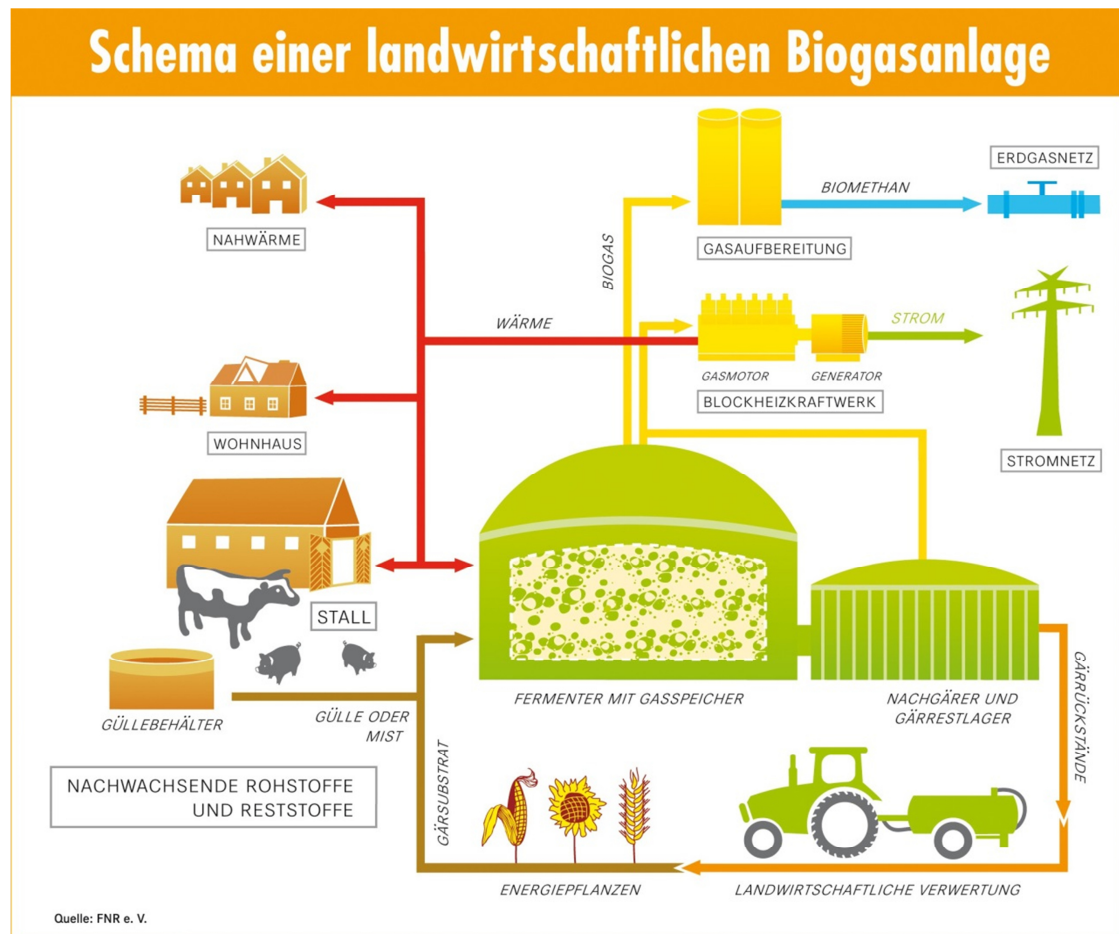 Schema einer landwirtschaftlichen Biogasanlage
NAHWÄRME
WÄRME
BIOGAS
BIOMETHAN
ERDGASNETZ
GASAUFBEREITUNG
STROM
GASMOTOR
GENERATOR
BLOCKHEIZKRAFTWERK
STROMNETZ
WOHNHAUS
STALL
GÜLLEBEHÄLTER
GÜLLE ODER
MIST
FERMENTER MIT GASSPEICHER
NACHGÄRER UND
GÄRRESTLAGER
GÄRRÜCKSTÄNDE
NACHWACHSENDE ROHSTOFFE
UND RESTSTOFFE
GÄRSUBSTRAT
ENERGIEPFLANZEN
LANDWIRTSCHAFTLICHE VERWERTUNG
Quelle: FNR e. V.